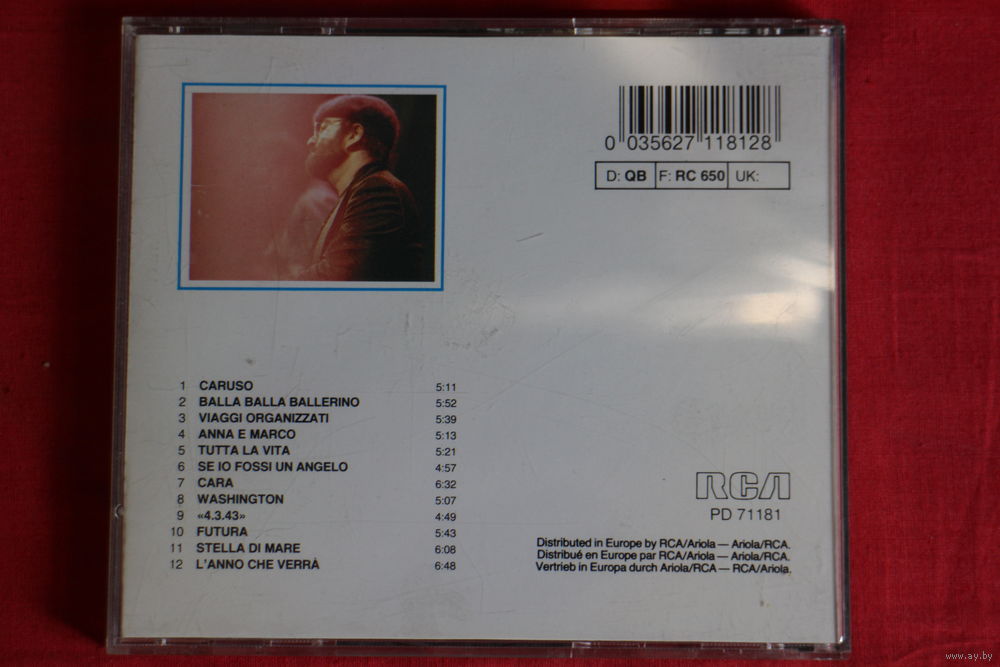 0 035627 118128
D: QB F: RC 650 UK:
1 CARUSO 5:11
2 BALLA BALLA BALLERINO 5:52
3 VIAGGI ORGANIZZATI 5:39
4 ANNA E MARCO 5:13
5 TUTTA LA VITA 5:21
6 SE IO FOSSI UN ANGELO 4:57
7 CARA 6:32
8 WASHINGTON 5:07
9 «4.3.43» 4:49
10 FUTURA 5:43
11 STELLA DI MARE 6:08
12 L'ANNO CHE VERRÀ 6:48
RCA
PD 71181
Distributed in Europe by RCA/Ariola — Ariola/RCA.
Distribué en Europe par RCA/Ariola — Ariola/RCA.
Vertrieb in Europa durch Ariola/RCA — RCA/Ariola.
www.ay.by